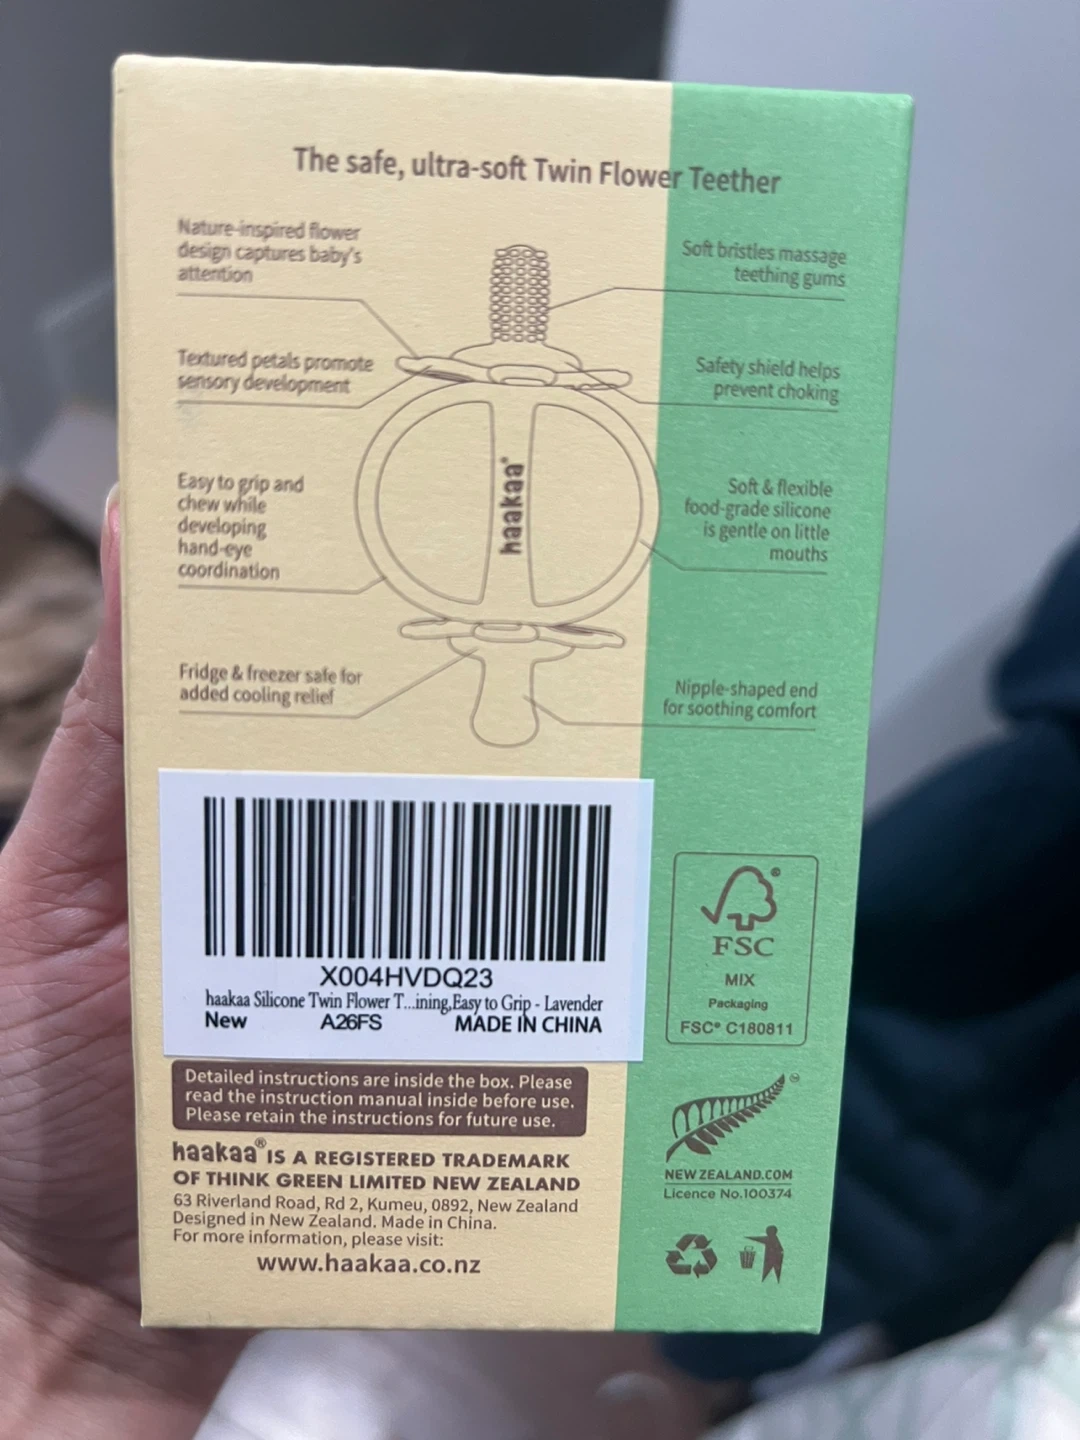 The safe, ultra-soft Twin Flower Teether
Nature-inspired flower
design captures baby's
attention
Soft bristles massage
teething gums
Textured petals promote
sensory development
Safety shield helps
prevent choking
Easy to grip and
chew while
developing
hand-eye
coordination
haakaa®
Soft & flexible
food-grade silicone
is gentle on little
mouths
Fridge & freezer safe for
added cooling relief
Nipple-shaped end
for soothing comfort
X004HVDQ23
haakaa Silicone Twin Flower T...ining,Easy to Grip - Lavender
New A26FS MADE IN CHINA
FSC
MIX
Packaging
FSC® C180811
Detailed instructions are inside the box. Please
read the instruction manual inside before use.
Please retain the instructions for future use.
haakaa® IS A REGISTERED TRADEMARK
OF THINK GREEN LIMITED NEW ZEALAND
63 Riverland Road, Rd 2, Kumeu, 0892, New Zealand
Designed in New Zealand. Made in China.
For more information, please visit:
www.haakaa.co.nz
TM
NEW ZEALAND.COM
Licence No.100374